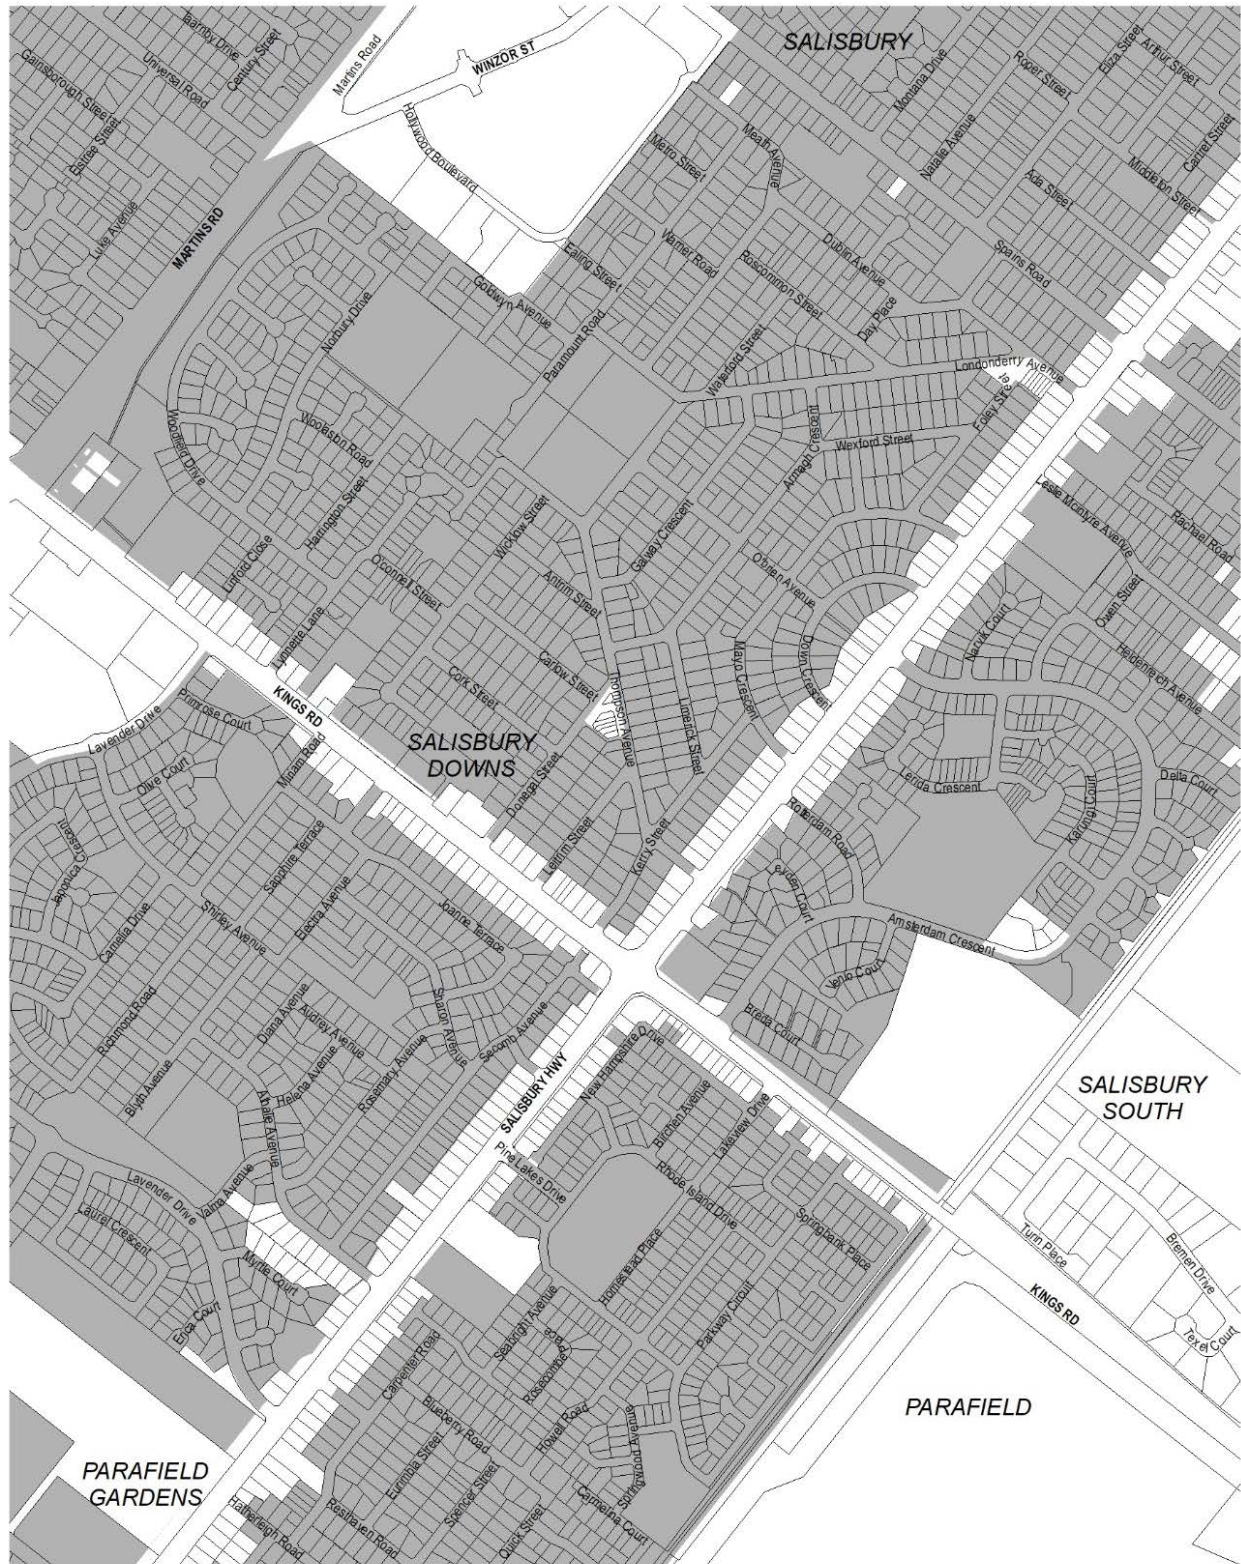 Taarnby Drive
Century Street
Universal Road
Gainsborough Street
Elstree Street
Luke Avenue
Martins Road
WINZOR ST
SALISBURY
Hollywood Boulevard
MARTINS RD
Metro Street
Meath Avenue
Montana Drive
Natalie Avenue
Roper Street
Eliza Street
Arthur Street
Carrel Street
Middleton Street
Ada Street
Spains Road
Ealing Street
Warner Road
Dublin Avenue
Roscommon Street
Day Place
Goldwyn Avenue
Norbury Drive
Paramount Road
Waterford Street
Londonderry Avenue
Foley Street
Armagh Crescent
Wexford Street
Woodfield Drive
Woolaston Road
Harrington Street
Wicklow Street
Galway Crescent
Leslie McIntyre Avenue
Rachael Road
Linford Close
O'connell Street
Antrim Street
O'brien Avenue
Owen Street
Narvik Court
Heidenreich Avenue
Lynnette Lane
Carlow Street
Cork Street
Mayo Crescent
Down Crescent
KINGS RD
Thompson Avenue
Limerick Street
Primrose Court
Lavender Drive
SALISBURY
DOWNS
Donegal Street
Olive Court
Miriam Road
Lerida Crescent
Karung Court
Delta Court
Leitrim Street
Kerry Street
Rotterdam Road
Japonica Crescent
Sapphire Terrace
Leyden Court
Camelia Drive
Shirley Avenue
Electra Avenue
Joanne Terrace
Amsterdam Crescent
Venlo Court
Richmond Road
Diana Avenue
Audrey Avenue
Sharon Avenue
Secomb Avenue
Breda Court
Blyth Avenue
Helena Avenue
Rosemary Avenue
SALISBURY HWY
New Hampshire Drive
Birchen Avenue
Lakeview Drive
SALISBURY
SOUTH
Pine Lakes Drive
Rhode Island Drive
Lavender Drive
Valma Avenue
Laurel Crescent
Springbank Place
Turn Place
Bremen Drive
Myrtle Court
Homestead Place
Erica Court
KINGS RD
Texel Court
Seabright Avenue
Parkway Circuit
Carpenter Road
Rosecombe Place
PARAFIELD
Blueberry Road
Howell Road
Springwood Avenue
PARAFIELD
GARDENS
Eurimbla Street
Spencer Street
Carmelina Court
Hatherleigh Road
Resthaven Road
Quick Street